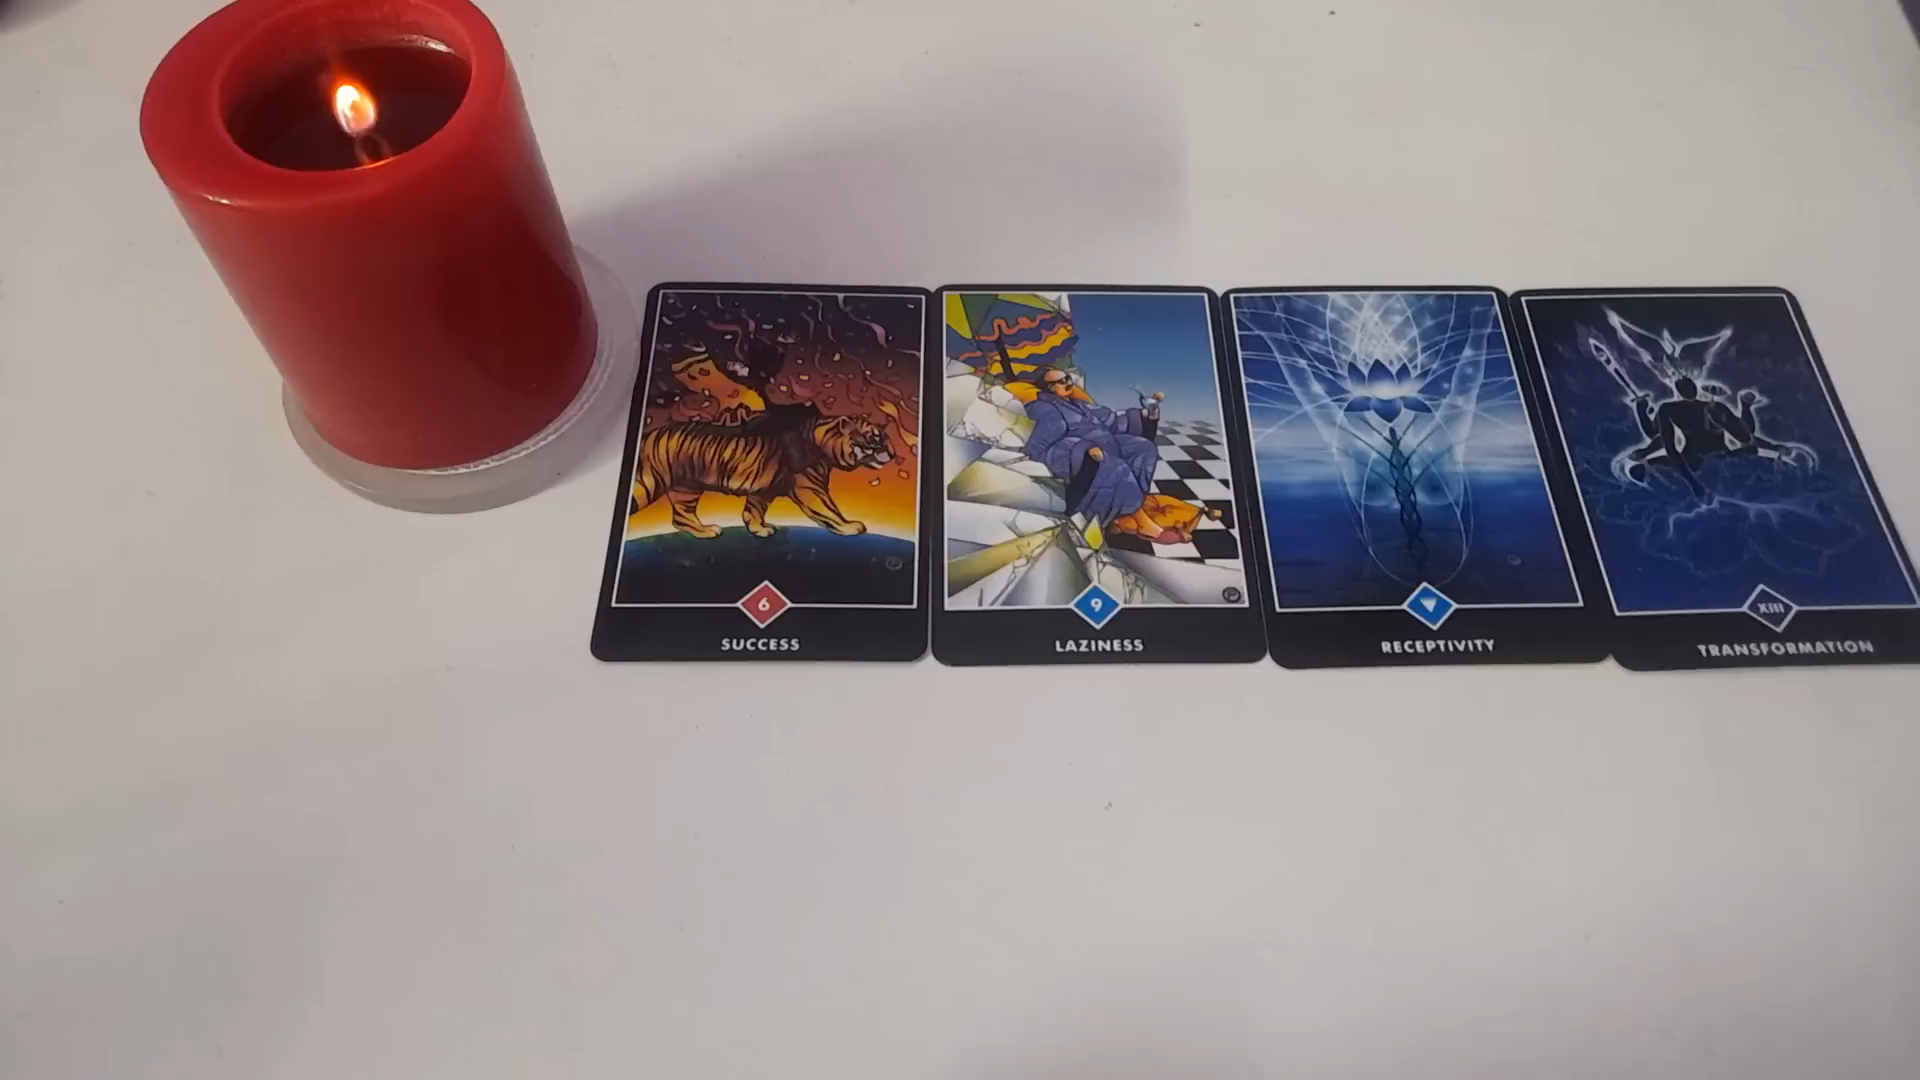 6
SUCCESS
9
LAZINESS
RECEPTIVITY
XIII
TRANSFORMATION